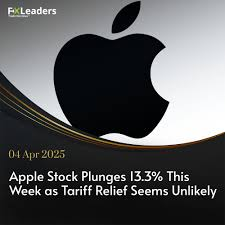 FXLeaders
04 Apr 2025
Apple Stock Plunges 13.3% This
Week as Tariff Relief Seems Unlikely